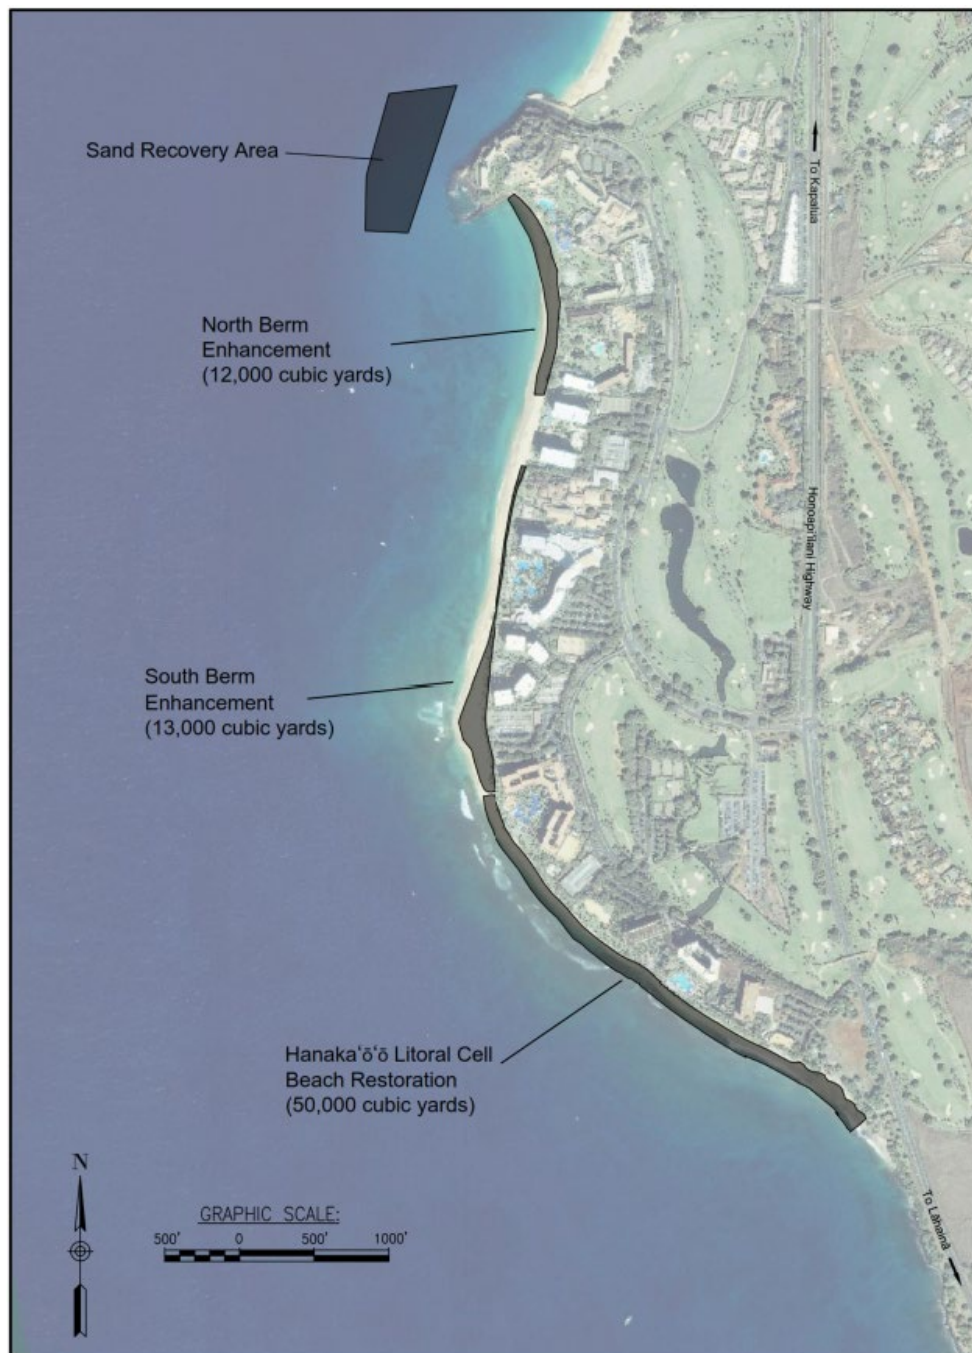 Sand Recovery Area
To Kapalua
North Berm
Enhancement
(12,000 cubic yards)
Honoapiʻilani Highway
South Berm
Enhancement
(13,000 cubic yards)
Hanakaʻōʻō Litoral Cell
Beach Restoration
(50,000 cubic yards)
N
GRAPHIC SCALE:
500' 0 500' 1000'
To Lāhainā